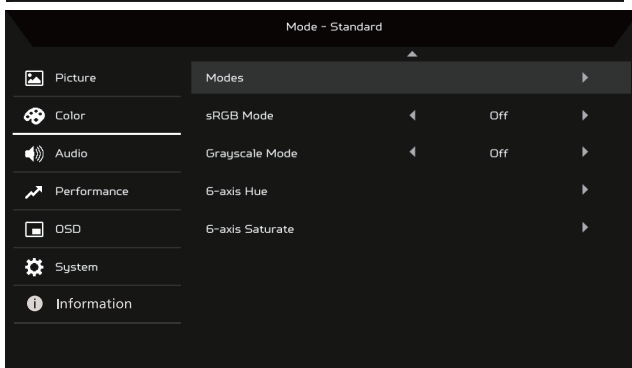 Mode - Standard
Picture
Modes
Color
sRGB Mode Off
Audio
Grayscale Mode Off
Performance
6-axis Hue
OSD
6-axis Saturate
System
Information